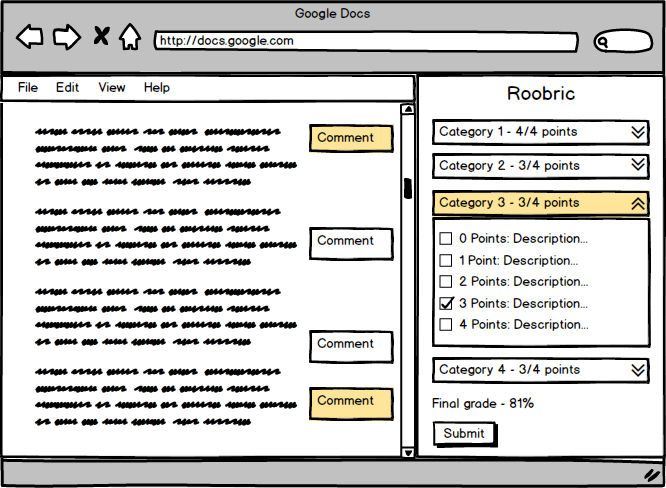 Google Docs
http://docs.google.com
File Edit View Help
Comment
Comment
Comment
Comment
Roobric
Category 1 - 4/4 points
Category 2 - 3/4 points
Category 3 - 3/4 points
0 Points: Description...
1 Point: Description...
2 Points: Description...
3 Points: Description...
4 Points: Description...
Category 4 - 3/4 points
Final grade - 81%
Submit